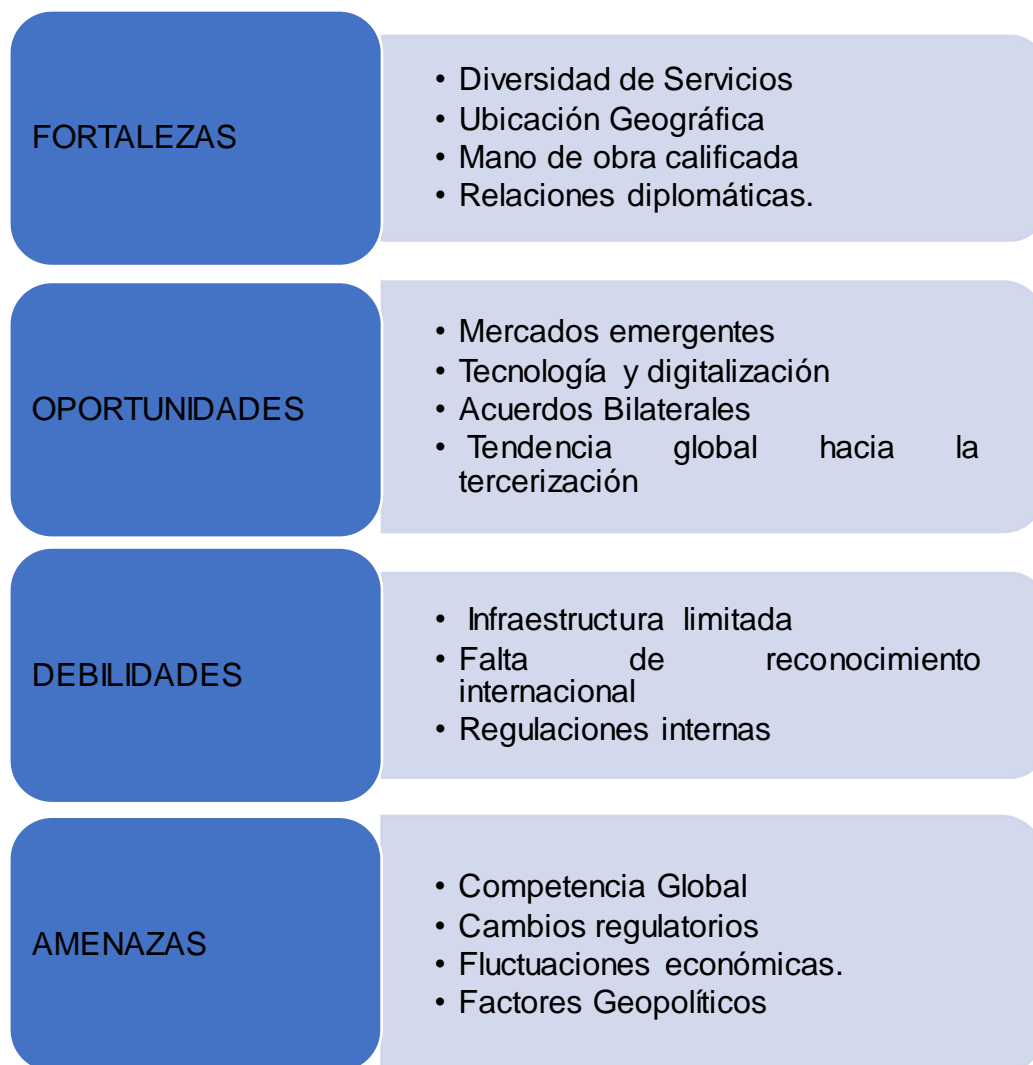 FORTALEZAS
• Diversidad de Servicios
• Ubicación Geográfica
• Mano de obra calificada
• Relaciones diplomáticas.
OPORTUNIDADES
• Mercados emergentes
• Tecnología y digitalización
• Acuerdos Bilaterales
• Tendencia global hacia la
tercerización
DEBILIDADES
• Infraestructura limitada
• Falta de reconocimiento
internacional
• Regulaciones internas
AMENAZAS
• Competencia Global
• Cambios regulatorios
• Fluctuaciones económicas.
• Factores Geopolíticos